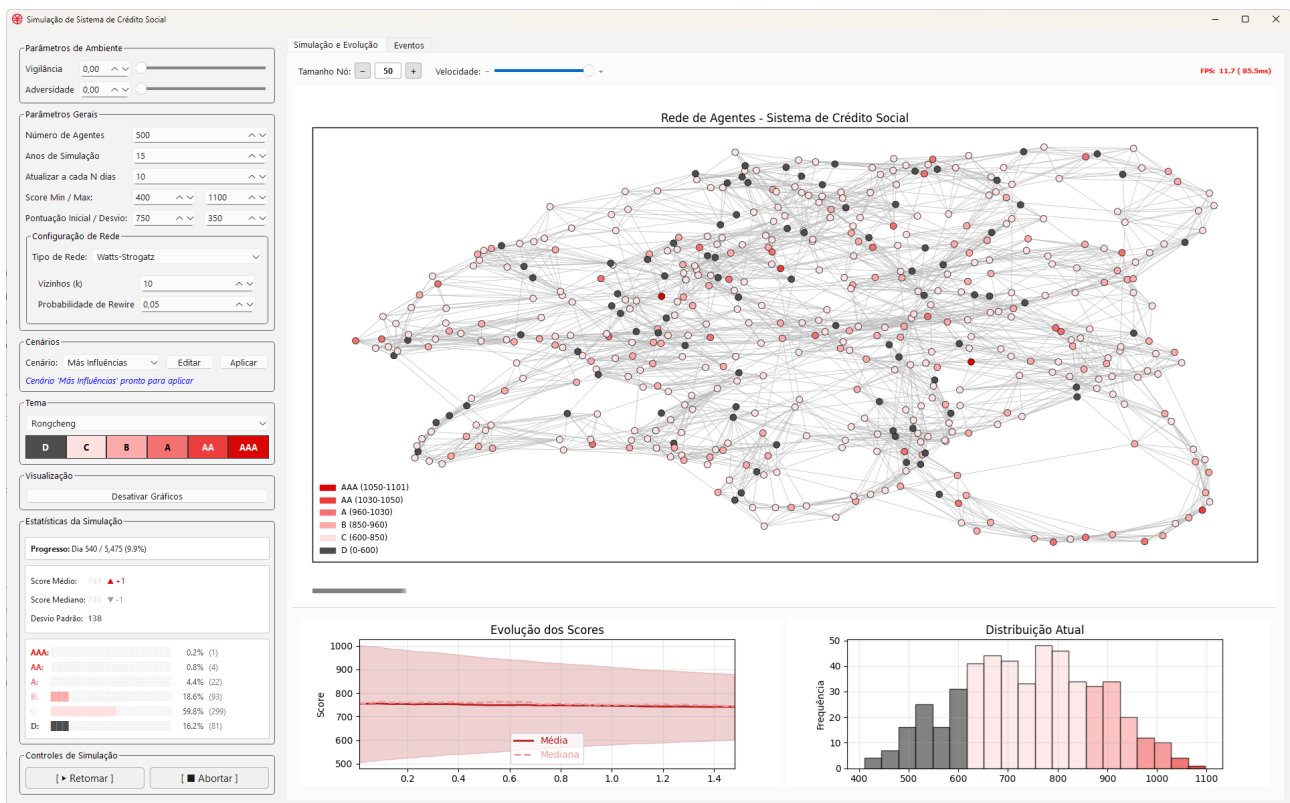 Simulação de Sistema de Crédito Social
Parâmetros de Ambiente
Vigilância 0,00
Adversidade 0,00
Parâmetros Gerais
Número de Agentes 500
Anos de Simulação 15
Atualizar a cada N dias 10
Score Min / Max: 400 1100
Pontuação Inicial / Desvio: 750 350
Configuração de Rede
Tipo de Rede: Watts-Strogatz
Vizinhos (k) 10
Probabilidade de Rewire 0,05
Cenários
Cenário: Más Influências Editar Aplicar
Cenário 'Más Influências' pronto para aplicar
Tema
Rongcheng
D C B A AA AAA
Visualização
Desativar Gráficos
Estatísticas da Simulação
Progresso: Dia 540 / 5,475 (9.9%)
Score Médio: 741 ▲ +1
Score Mediano: 745 ▼ -1
Desvio Padrão: 138
AAA: 0.2% (1)
AA: 0.8% (4)
A: 4.4% (22)
B: 18.6% (93)
C: 59.8% (299)
D: 16.2% (81)
Controles de Simulação
[ ▶ Retomar ] [ ■ Abortar ]
Simulação e Evolução Eventos
Tamanho Nó: − 50 + Velocidade: - +
FPS: 11.7 ( 85.5ms)
Rede de Agentes - Sistema de Crédito Social
AAA (1050-1101)
AA (1030-1050)
A (960-1030)
B (850-960)
C (600-850)
D (0-600)
Evolução dos Scores
Score
1000
900
800
700
600
500
0.2 0.4 0.6 0.8 1.0 1.2 1.4
Média
Mediana
Distribuição Atual
Frequência
50
40
30
20
10
0
400 500 600 700 800 900 1000 1100